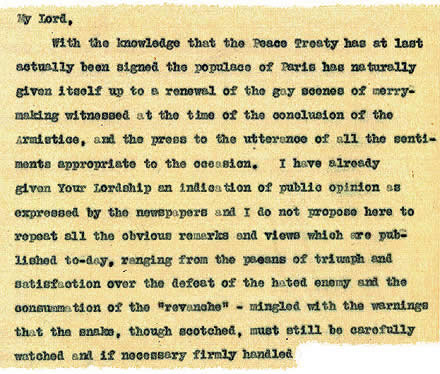 My Lord,
With the knowledge that the Peace Treaty has at last
actually been signed the populace of Paris has naturally
given itself up to a renewal of the gay scenes of merry-
making witnessed at the time of the conclusion of the
Armistice, and the press to the utterance of all the senti-
ments appropriate to the occasion. I have already
given Your Lordship an indication of public opinion as
expressed by the newspapers and I do not propose here to
repeat all the obvious remarks and views which are pub-
lished to-day, ranging from the paeans of triumph and
satisfaction over the defeat of the hated enemy and the
consummation of the "revanche" - mingled with the warnings
that the snake, though scotched, must still be carefully
watched and if necessary firmly handled